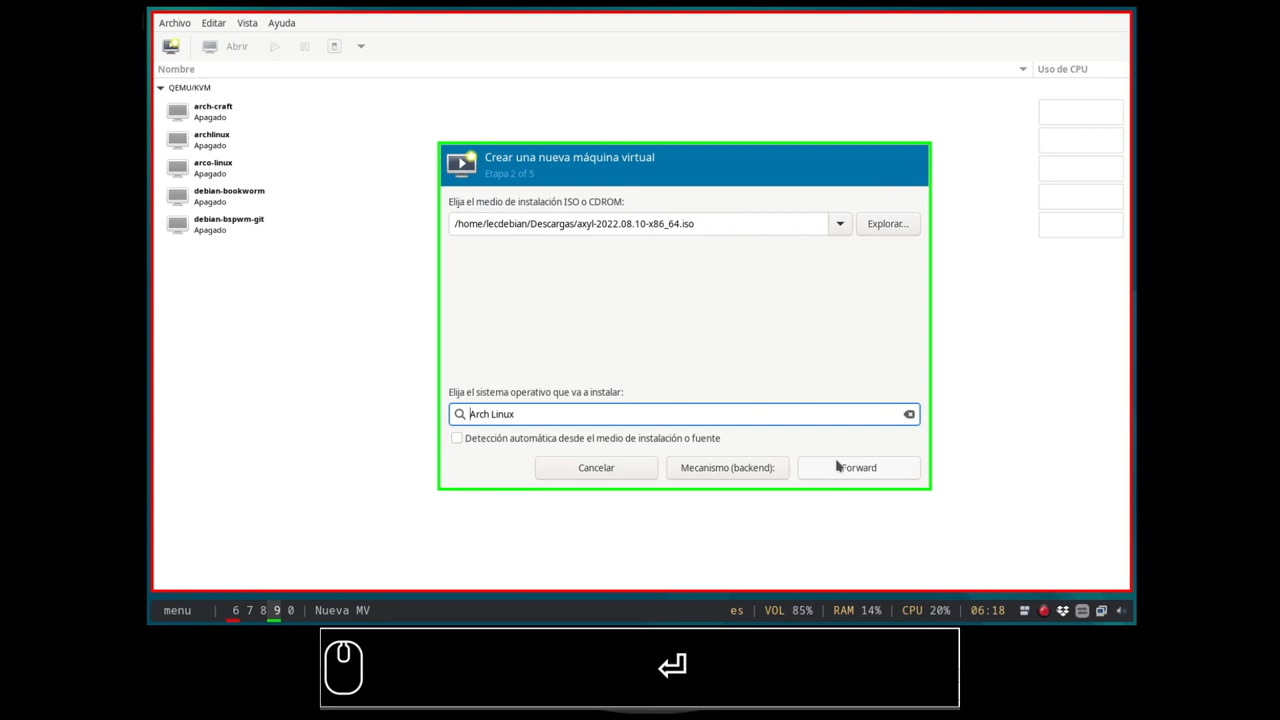 Archivo Editar Vista Ayuda
Abrir
Nombre Uso de CPU
QEMU/KVM
arch-craft
Apagado
archlinux
Apagado
arco-linux
Apagado
debian-bookworm
Apagado
debian-bspwm-git
Apagado
Crear una nueva máquina virtual
Etapa 2 of 5
Elija el medio de instalación ISO o CDROM:
/home/lecdebian/Descargas/axyl-2022.08.10-x86_64.iso Explorar...
Elija el sistema operativo que va a instalar:
Arch Linux
Detección automática desde el medio de instalación o fuente
Cancelar Mecanismo (backend): Forward
menu | 6 7 8 9 0 | Nueva MV es | VOL 85% | RAM 14% | CPU 20% | 06:18